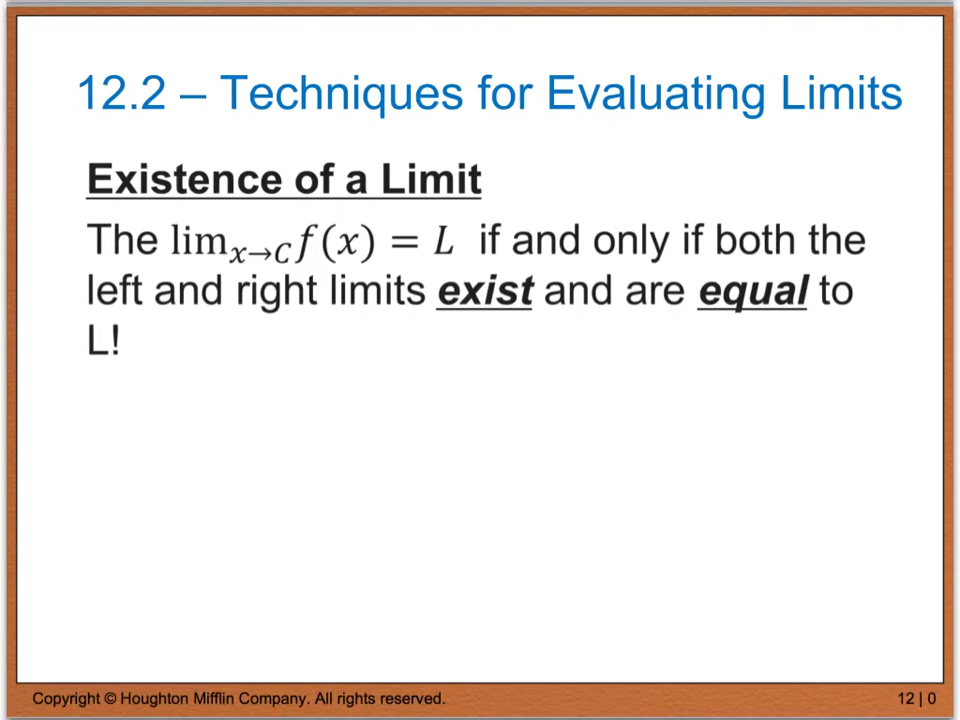 12.2 – Techniques for Evaluating Limits
Existence of a Limit
The lim_{x→C} f(x) = L if and only if both the
left and right limits exist and are equal to
L!
Copyright © Houghton Mifflin Company. All rights reserved.
12 | 0